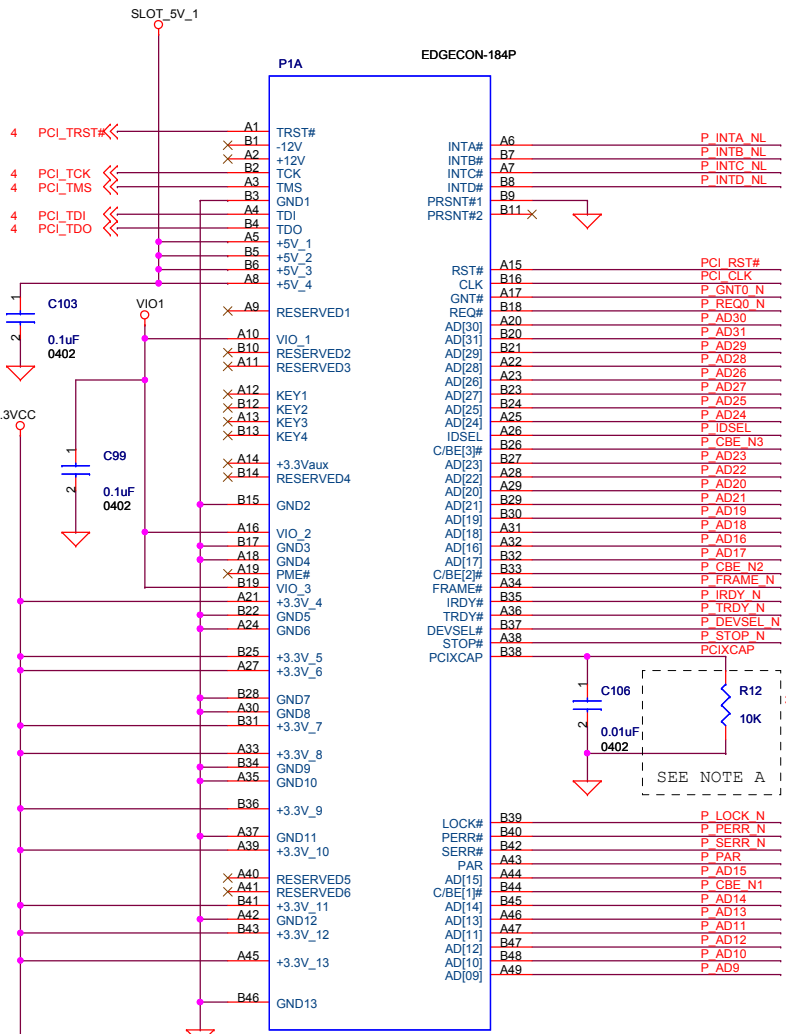 SLOT_5V_1
EDGECON-184P
P1A
4 PCI_TRST# A1 TRST#
B1 -12V
A2 +12V
4 PCI_TCK B2 TCK
4 PCI_TMS A3 TMS
B3 GND1
4 PCI_TDI A4 TDI
4 PCI_TDO B4 TDO
A5 +5V_1
B5 +5V_2
B6 +5V_3
A8 +5V_4
A9 RESERVED1
A10 VIO_1
B10 RESERVED2
A11 RESERVED3
A12 KEY1
B12 KEY2
A13 KEY3
B13 KEY4
A14 +3.3Vaux
B14 RESERVED4
B15 GND2
A16 VIO_2
B17 GND3
A18 GND4
A19 PME#
B19 VIO_3
A21 +3.3V_4
B22 GND5
A24 GND6
B25 +3.3V_5
A27 +3.3V_6
B28 GND7
A30 GND8
B31 +3.3V_7
A33 +3.3V_8
B34 GND9
A35 GND10
B36 +3.3V_9
A37 GND11
A39 +3.3V_10
A40 RESERVED5
A41 RESERVED6
B41 +3.3V_11
A42 GND12
B43 +3.3V_12
A45 +3.3V_13
B46 GND13
1
C103
2
0.1uF
0402
VIO1
.3VCC
1
C99
2
0.1uF
0402
INTA# A6 P_INTA_NL
INTB# B7 P_INTB_NL
INTC# A7 P_INTC_NL
INTD# B8 P_INTD_NL
PRSNT#1 B9
PRSNT#2 B11
RST# A15 PCI_RST#
CLK B16 PCI_CLK
GNT# A17 P_GNT0_N
REQ# B18 P_REQ0_N
AD[30] A20 P_AD30
AD[31] B20 P_AD31
AD[29] B21 P_AD29
AD[28] A22 P_AD28
AD[26] A23 P_AD26
AD[27] B23 P_AD27
AD[25] B24 P_AD25
AD[24] A25 P_AD24
IDSEL A26 P_IDSEL
C/BE[3]# B26 P_CBE_N3
AD[23] B27 P_AD23
AD[22] A28 P_AD22
AD[20] A29 P_AD20
AD[21] B29 P_AD21
AD[19] B30 P_AD19
AD[18] A31 P_AD18
AD[16] A32 P_AD16
AD[17] B32 P_AD17
C/BE[2]# B33 P_CBE_N2
FRAME# A34 P_FRAME_N
IRDY# B35 P_IRDY_N
TRDY# A36 P_TRDY_N
DEVSEL# B37 P_DEVSEL_N
STOP# A38 P_STOP_N
PCIXCAP B38 PCIXCAP
1
C106
2
0.01uF
0402
R12
10K
SEE NOTE A
LOCK# B39 P_LOCK_N
PERR# B40 P_PERR_N
SERR# B42 P_SERR_N
PAR A43 P_PAR
AD[15] A44 P_AD15
C/BE[1]# B44 P_CBE_N1
AD[14] B45 P_AD14
AD[13] A46 P_AD13
AD[11] A47 P_AD11
AD[12] B47 P_AD12
AD[10] B48 P_AD10
AD[09] A49 P_AD9